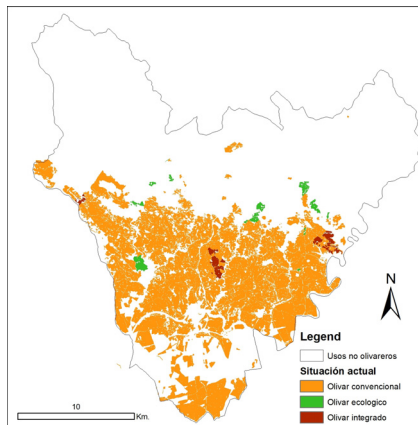 N
Legend
Usos no olivareros
Situación actual
Olivar convencional
Olivar ecologico
Olivar integrado
10
Km.